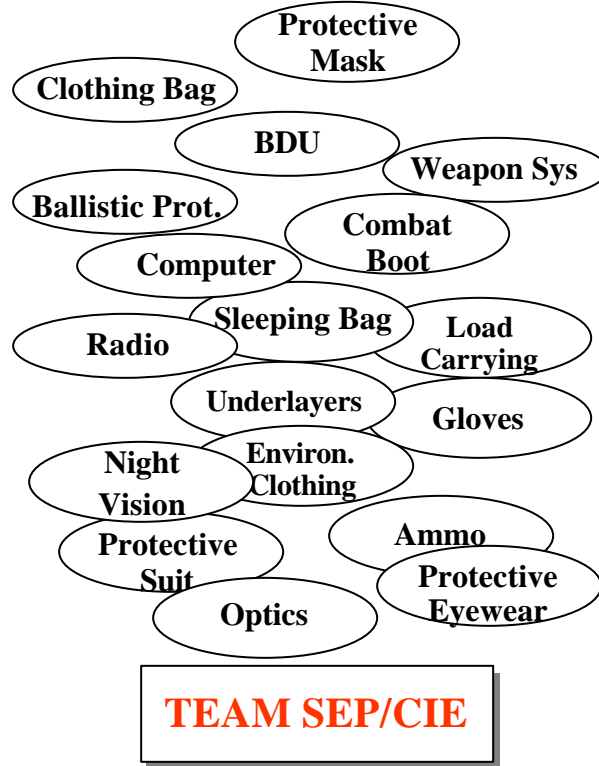 Protective
Mask
Clothing Bag
BDU
Weapon Sys
Ballistic Prot.
Combat
Boot
Computer
Sleeping Bag
Load
Carrying
Radio
Underlayers
Gloves
Environ.
Clothing
Night
Vision
Ammo
Protective
Suit
Protective
Eyewear
Optics
TEAM SEP/CIE